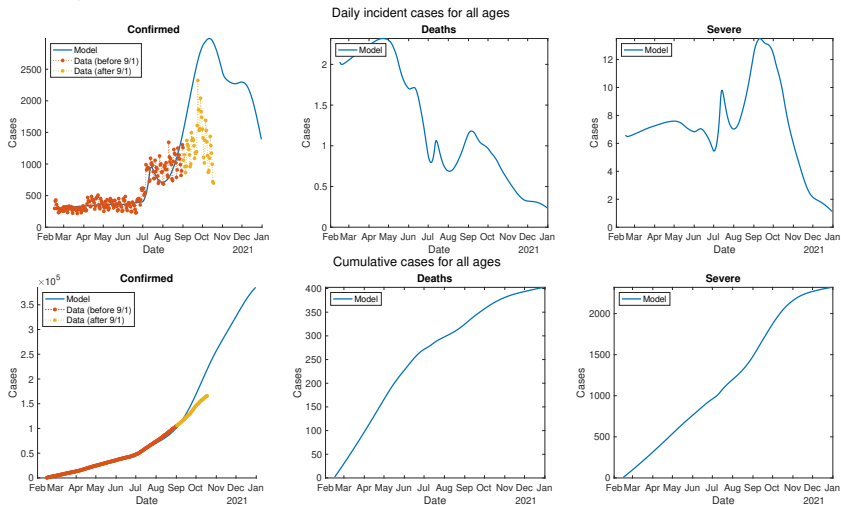 Daily incident cases for all ages
Confirmed
Deaths
Severe
Model
Data (before 9/1)
Data (after 9/1)
Model
Model
Cases
2500
2000
1500
1000
500
0
Feb Mar Apr May Jun Jul Aug Sep Oct Nov Dec Jan
Date
2021
Cases
2
1.5
1
0.5
0
Feb Mar Apr May Jun Jul Aug Sep Oct Nov Dec Jan
Date
2021
Cases
12
10
8
6
4
2
0
Feb Mar Apr May Jun Jul Aug Sep Oct Nov Dec Jan
Date
2021
Cumulative cases for all ages
×10⁵
Confirmed
Deaths
Severe
Model
Data (before 9/1)
Data (after 9/1)
Model
Model
Cases
3.5
3
2.5
2
1.5
1
0.5
0
Feb Mar Apr May Jun Jul Aug Sep Oct Nov Dec Jan
Date
2021
Cases
400
350
300
250
200
150
100
50
0
Feb Mar Apr May Jun Jul Aug Sep Oct Nov Dec Jan
Date
2021
Cases
2000
1500
1000
500
0
Feb Mar Apr May Jun Jul Aug Sep Oct Nov Dec Jan
Date
2021